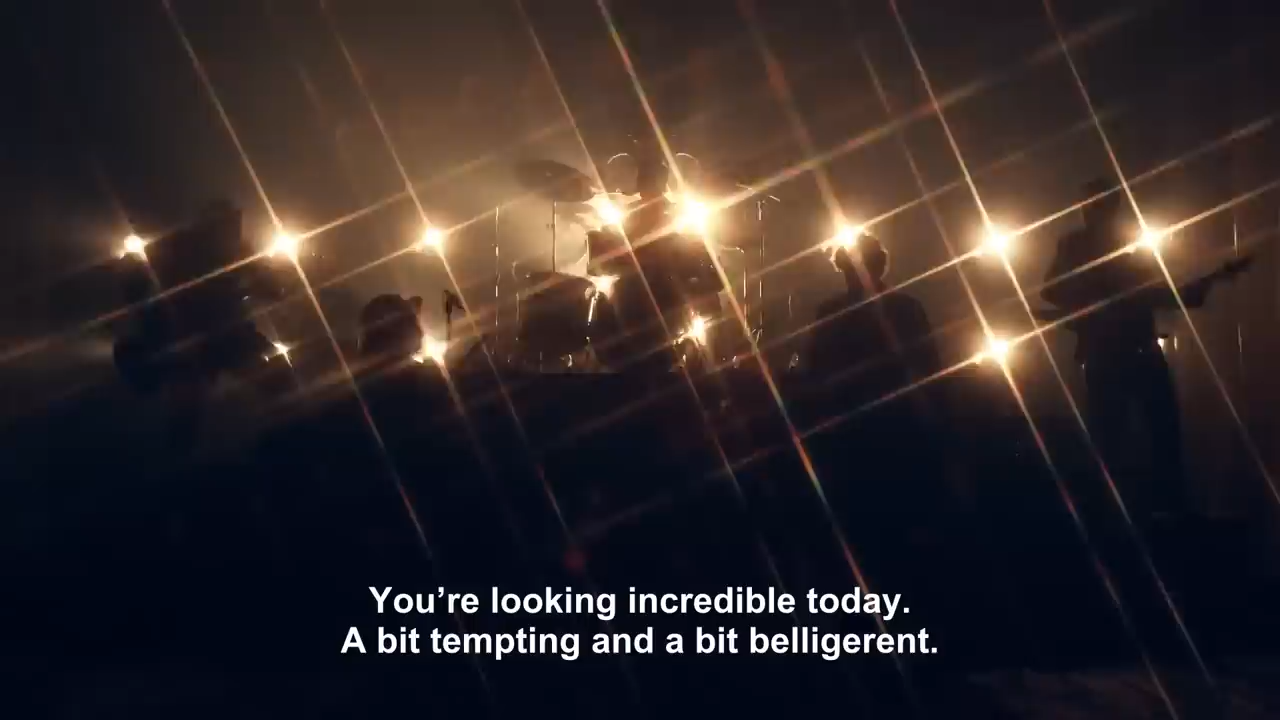 You’re looking incredible today.
A bit tempting and a bit belligerent.